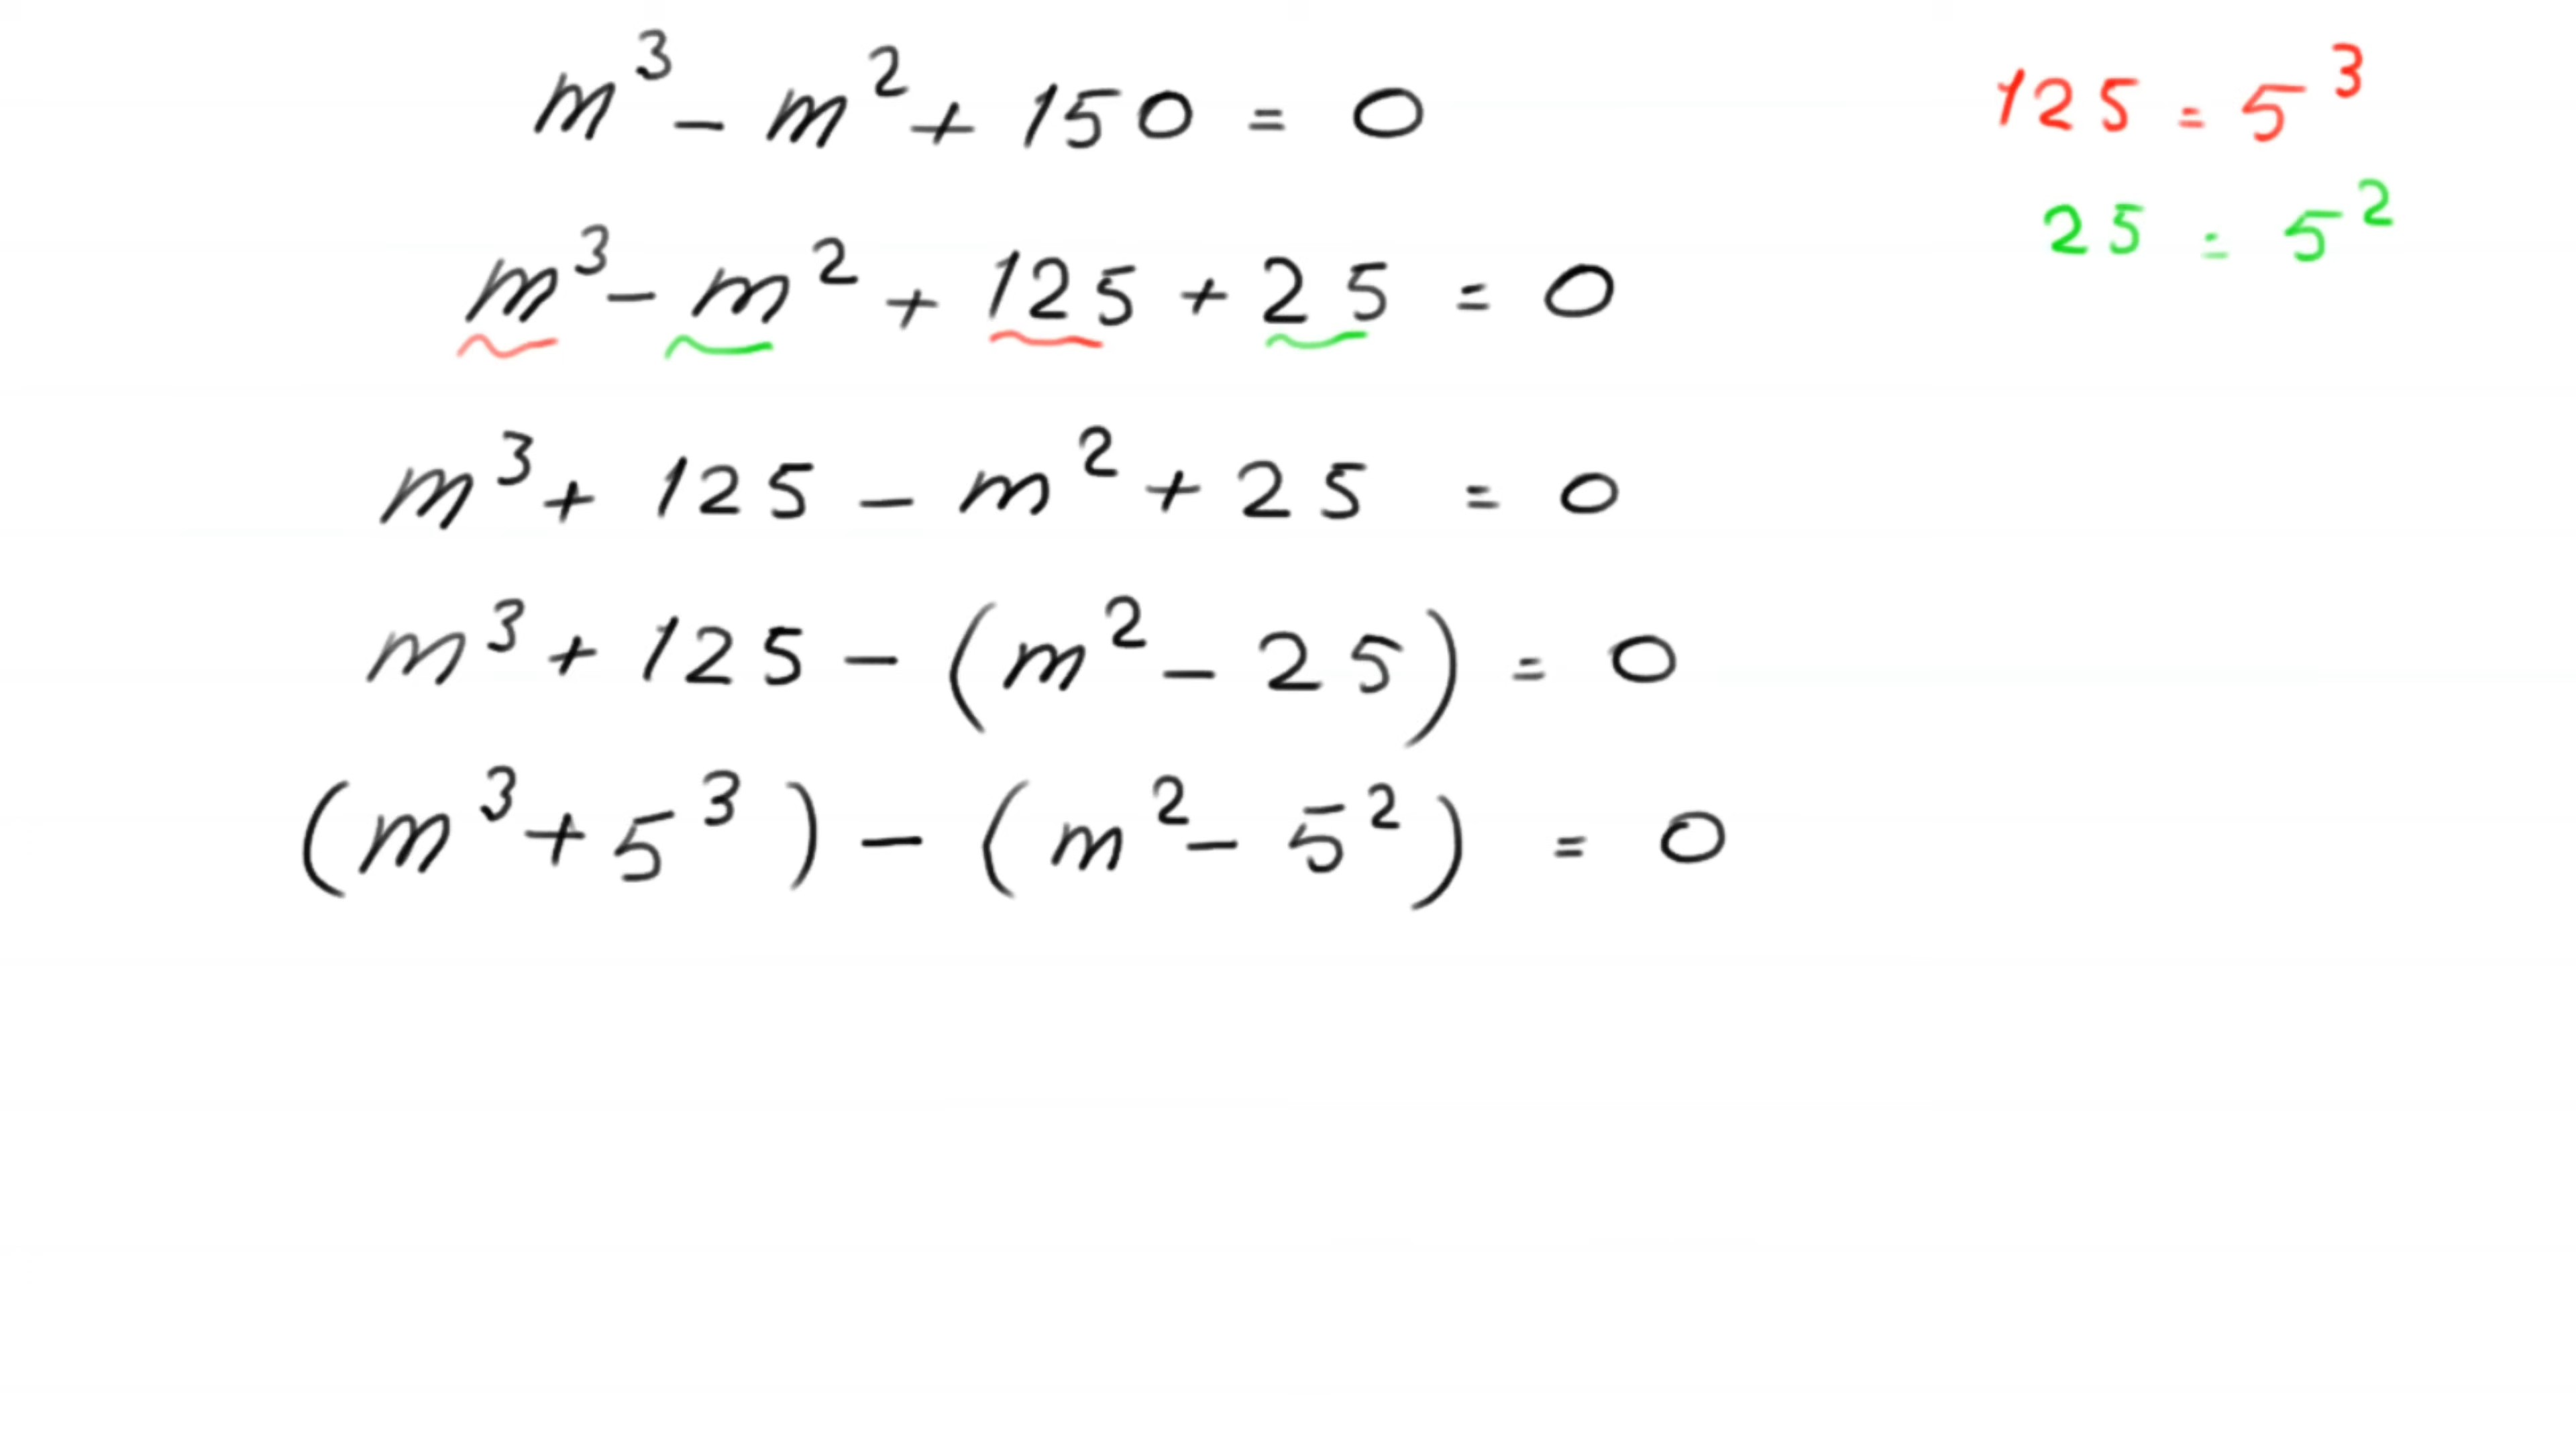 m³ - m² + 150 = 0
125 = 5³
25 = 5²
m³ - m² + 125 + 25 = 0
m³ + 125 - m² + 25 = 0
m³ + 125 - (m² - 25) = 0
(m³ + 5³) - (m² - 5²) = 0